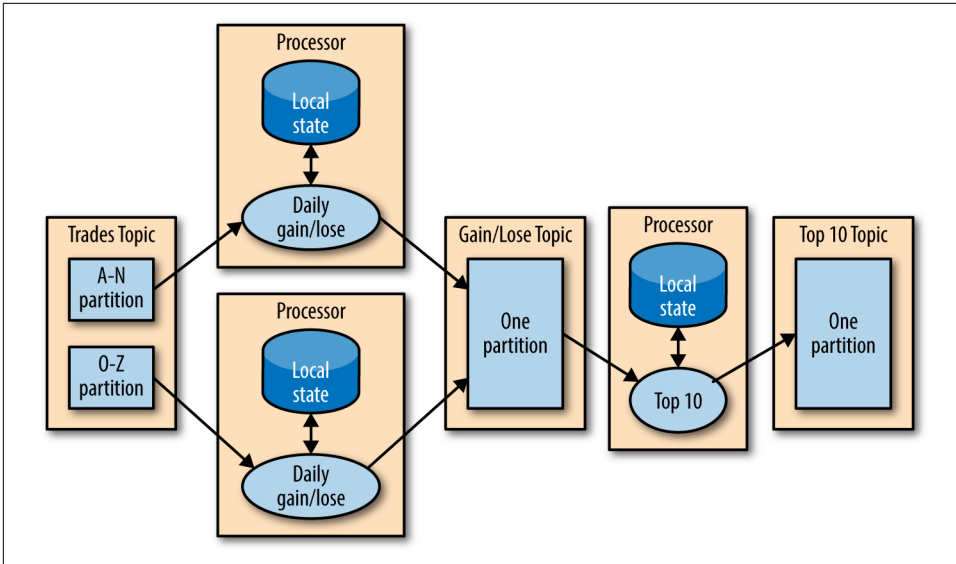 Trades Topic
A-N
partition
O-Z
partition
Processor
Local
state
Daily
gain/lose
Processor
Local
state
Daily
gain/lose
Gain/Lose Topic
One
partition
Processor
Local
state
Top 10
Top 10 Topic
One
partition